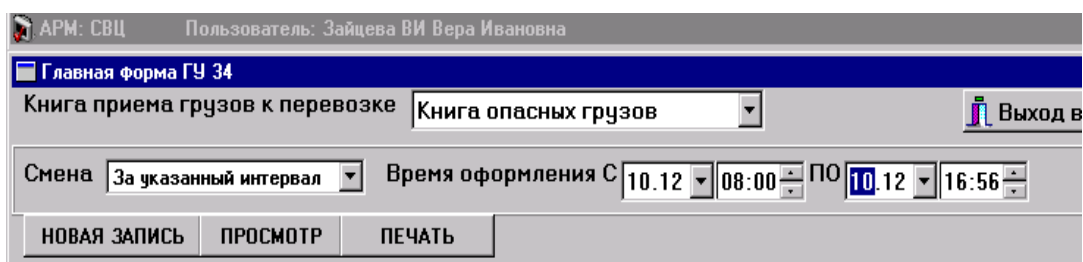 АРМ: СВЦ Пользователь: Зайцева ВИ Вера Ивановна
Главная форма ГУ 34
Книга приема грузов к перевозке Книга опасных грузов Выход в
Смена За указанный интервал Время оформления С 10.12 08:00 ПО 10.12 16:56
НОВАЯ ЗАПИСЬ ПРОСМОТР ПЕЧАТЬ